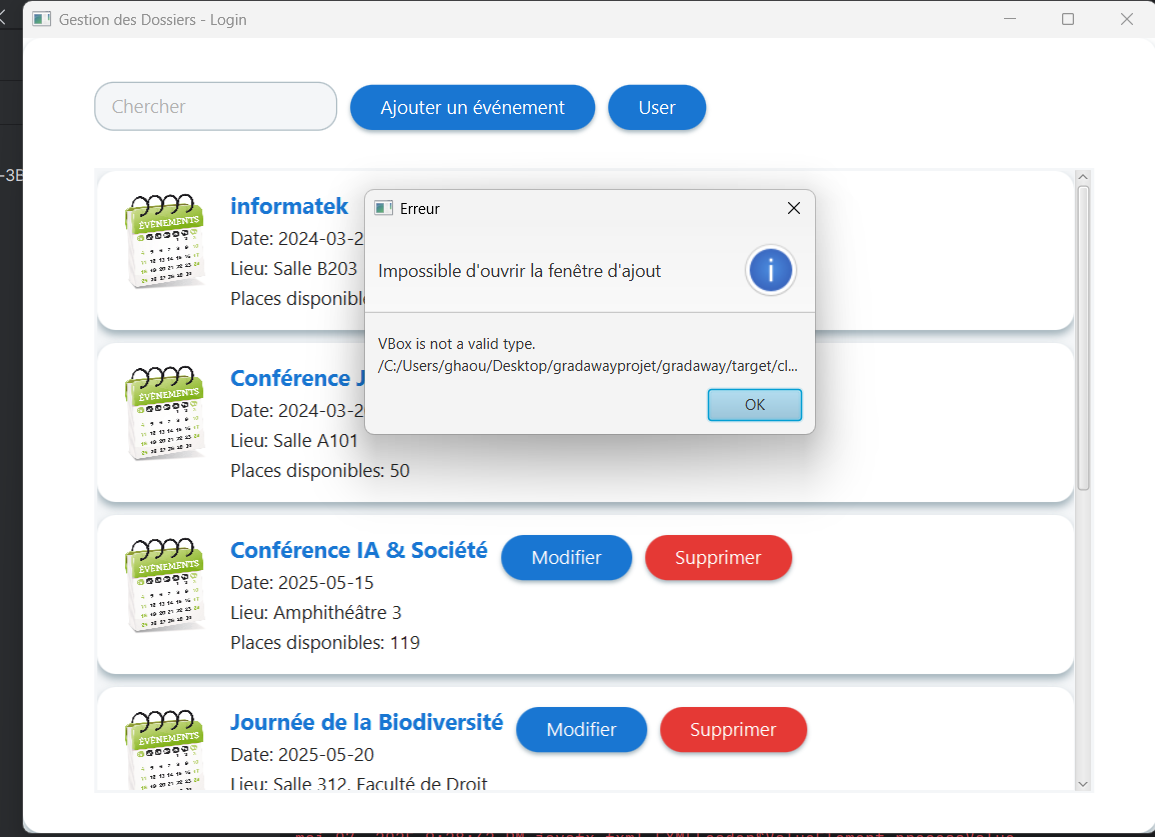 Gestion des Dossiers - Login
Chercher
Ajouter un événement
User
-3B
informatek
Date: 2024-03-2
Lieu: Salle B203
Places disponible
Erreur
Impossible d'ouvrir la fenêtre d'ajout
VBox is not a valid type.
/C:/Users/ghaou/Desktop/gradawayprojet/gradaway/target/cl...
OK
ÉVÉNEMENTS
Conférence J
Date: 2024-03-20
Lieu: Salle A101
Places disponibles: 50
ÉVÉNEMENTS
Conférence IA & Société
Modifier
Supprimer
Date: 2025-05-15
Lieu: Amphithéâtre 3
Places disponibles: 119
ÉVÉNEMENTS
Journée de la Biodiversité
Modifier
Supprimer
Date: 2025-05-20
Lieu: Salle 312, Faculté de Droit
ÉVÉNEMENTS